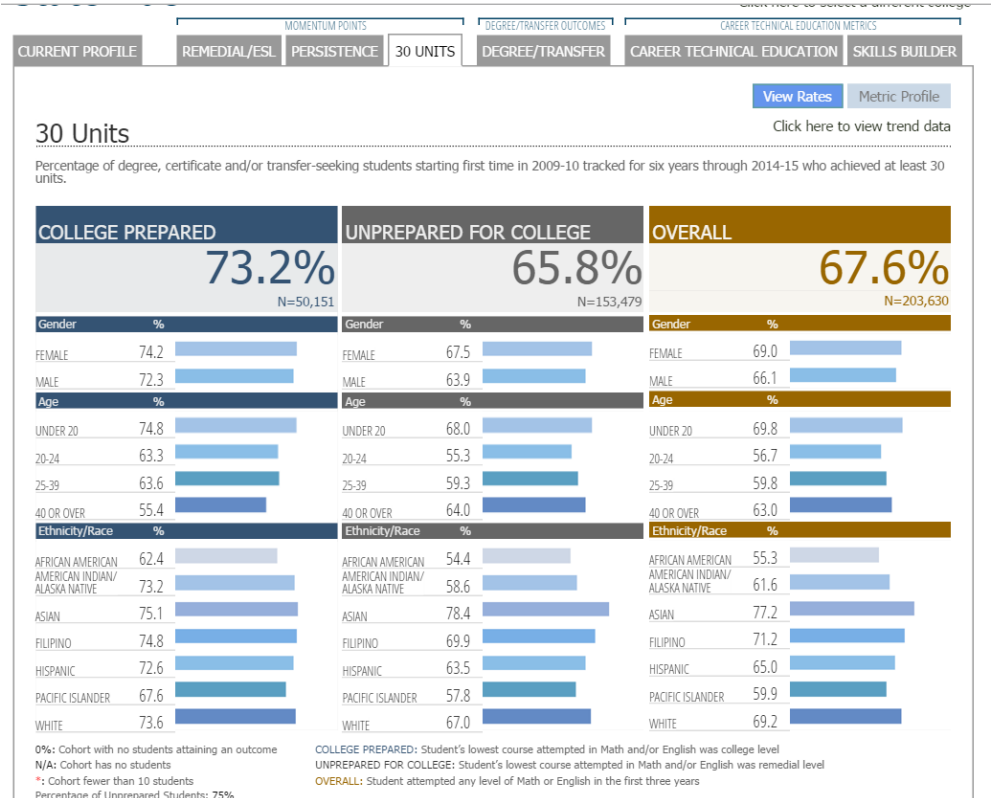 Click here to select a different college
MOMENTUM POINTS DEGREE/TRANSFER OUTCOMES CAREER TECHNICAL EDUCATION METRICS
CURRENT PROFILE REMEDIAL/ESL PERSISTENCE 30 UNITS DEGREE/TRANSFER CAREER TECHNICAL EDUCATION SKILLS BUILDER
View Rates Metric Profile
30 Units Click here to view trend data
Percentage of degree, certificate and/or transfer-seeking students starting first time in 2009-10 tracked for six years through 2014-15 who achieved at least 30
units.
COLLEGE PREPARED UNPREPARED FOR COLLEGE OVERALL
73.2% 65.8% 67.6%
N=50,151 N=153,479 N=203,630
Gender % Gender % Gender %
FEMALE 74.2 FEMALE 67.5 FEMALE 69.0
MALE 72.3 MALE 63.9 MALE 66.1
Age % Age % Age %
UNDER 20 74.8 UNDER 20 68.0 UNDER 20 69.8
20-24 63.3 20-24 55.3 20-24 56.7
25-39 63.6 25-39 59.3 25-39 59.8
40 OR OVER 55.4 40 OR OVER 64.0 40 OR OVER 63.0
Ethnicity/Race % Ethnicity/Race % Ethnicity/Race %
AFRICAN AMERICAN 62.4 AFRICAN AMERICAN 54.4 AFRICAN AMERICAN 55.3
AMERICAN INDIAN/ AMERICAN INDIAN/ AMERICAN INDIAN/
ALASKA NATIVE 73.2 ALASKA NATIVE 58.6 ALASKA NATIVE 61.6
ASIAN 75.1 ASIAN 78.4 ASIAN 77.2
FILIPINO 74.8 FILIPINO 69.9 FILIPINO 71.2
HISPANIC 72.6 HISPANIC 63.5 HISPANIC 65.0
PACIFIC ISLANDER 67.6 PACIFIC ISLANDER 57.8 PACIFIC ISLANDER 59.9
WHITE 73.6 WHITE 67.0 WHITE 69.2
0%: Cohort with no students attaining an outcome COLLEGE PREPARED: Student's lowest course attempted in Math and/or English was college level
N/A: Cohort has no students UNPREPARED FOR COLLEGE: Student's lowest course attempted in Math and/or English was remedial level
*: Cohort fewer than 10 students OVERALL: Student attempted any level of Math or English in the first three years
Percentage of Unprepared Students: 75%